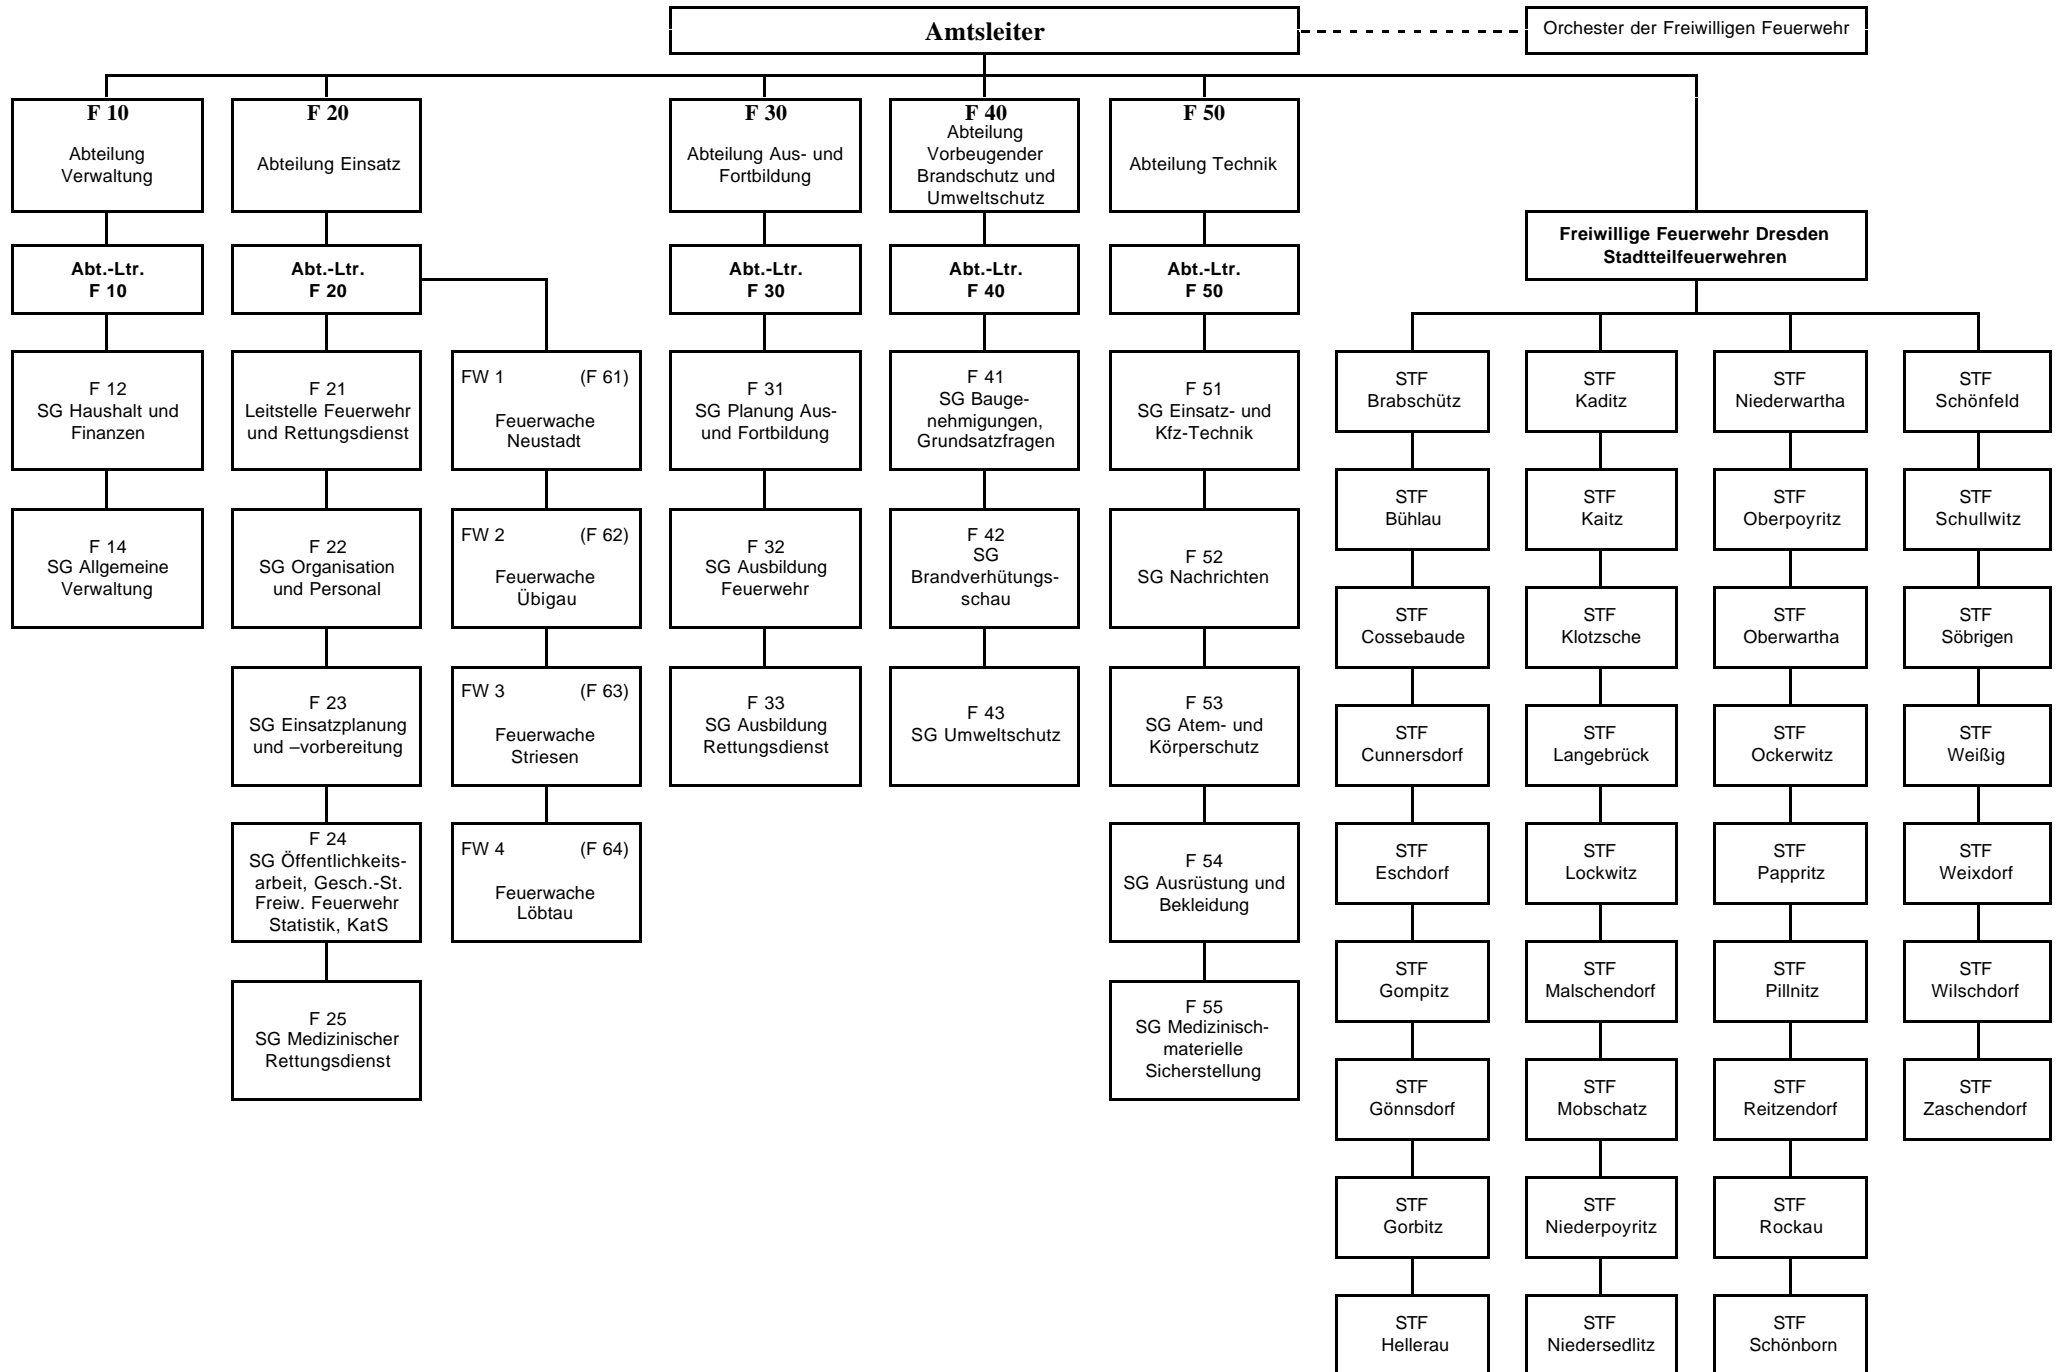 Amtsleiter
Orchester der Freiwilligen Feuerwehr
F 10
Abteilung
Verwaltung
F 20
Abteilung Einsatz
F 30
Abteilung Aus- und
Fortbildung
F 40
Abteilung
Vorbeugender
Brandschutz und
Umweltschutz
F 50
Abteilung Technik
Freiwillige Feuerwehr Dresden
Stadtteilfeuerwehren
Abt.-Ltr.
F 10
Abt.-Ltr.
F 20
Abt.-Ltr.
F 30
Abt.-Ltr.
F 40
Abt.-Ltr.
F 50
F 12
SG Haushalt und
Finanzen
F 14
SG Allgemeine
Verwaltung
F 21
Leitstelle Feuerwehr
und Rettungsdienst
F 22
SG Organisation
und Personal
F 23
SG Einsatzplanung
und –vorbereitung
F 24
SG Öffentlichkeits-
arbeit, Gesch.-St.
Freiw. Feuerwehr
Statistik, KatS
F 25
SG Medizinischer
Rettungsdienst
FW 1 (F 61)
Feuerwache
Neustadt
FW 2 (F 62)
Feuerwache
Übigau
FW 3 (F 63)
Feuerwache
Striesen
FW 4 (F 64)
Feuerwache
Löbtau
F 31
SG Planung Aus-
und Fortbildung
F 32
SG Ausbildung
Feuerwehr
F 33
SG Ausbildung
Rettungsdienst
F 41
SG Bauge-
nehmigungen,
Grundsatzfragen
F 42
SG
Brandverhütungs-
schau
F 43
SG Umweltschutz
F 51
SG Einsatz- und
Kfz-Technik
F 52
SG Nachrichten
F 53
SG Atem- und
Körperschutz
F 54
SG Ausrüstung und
Bekleidung
F 55
SG Medizinisch-
materielle
Sicherstellung
STF
Brabschütz
STF
Bühlau
STF
Cossebaude
STF
Cunnersdorf
STF
Eschdorf
STF
Gompitz
STF
Gönnsdorf
STF
Gorbitz
STF
Hellerau
STF
Kaditz
STF
Kaitz
STF
Klotzsche
STF
Langebrück
STF
Lockwitz
STF
Malschendorf
STF
Mobschatz
STF
Niederpoyritz
STF
Niedersedlitz
STF
Niederwartha
STF
Oberpoyritz
STF
Oberwartha
STF
Ockerwitz
STF
Pappritz
STF
Pillnitz
STF
Reitzendorf
STF
Rockau
STF
Schönborn
STF
Schönfeld
STF
Schullwitz
STF
Söbrigen
STF
Weißig
STF
Weixdorf
STF
Wilschdorf
STF
Zaschendorf